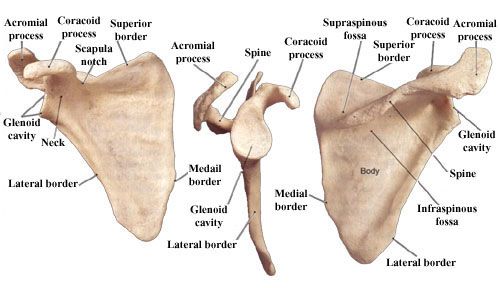 Acromial
process
Coracoid
process
Superior
border
Scapula
notch
Glenoid
cavity
Neck
Lateral border
Medail
border
Acromial
process
Spine
Coracoid
process
Glenoid
cavity
Lateral border
Supraspinous
fossa
Superior
border
Coracoid
process
Acromial
process
Glenoid
cavity
Spine
Body
Medial
border
Infraspinous
fossa
Lateral border